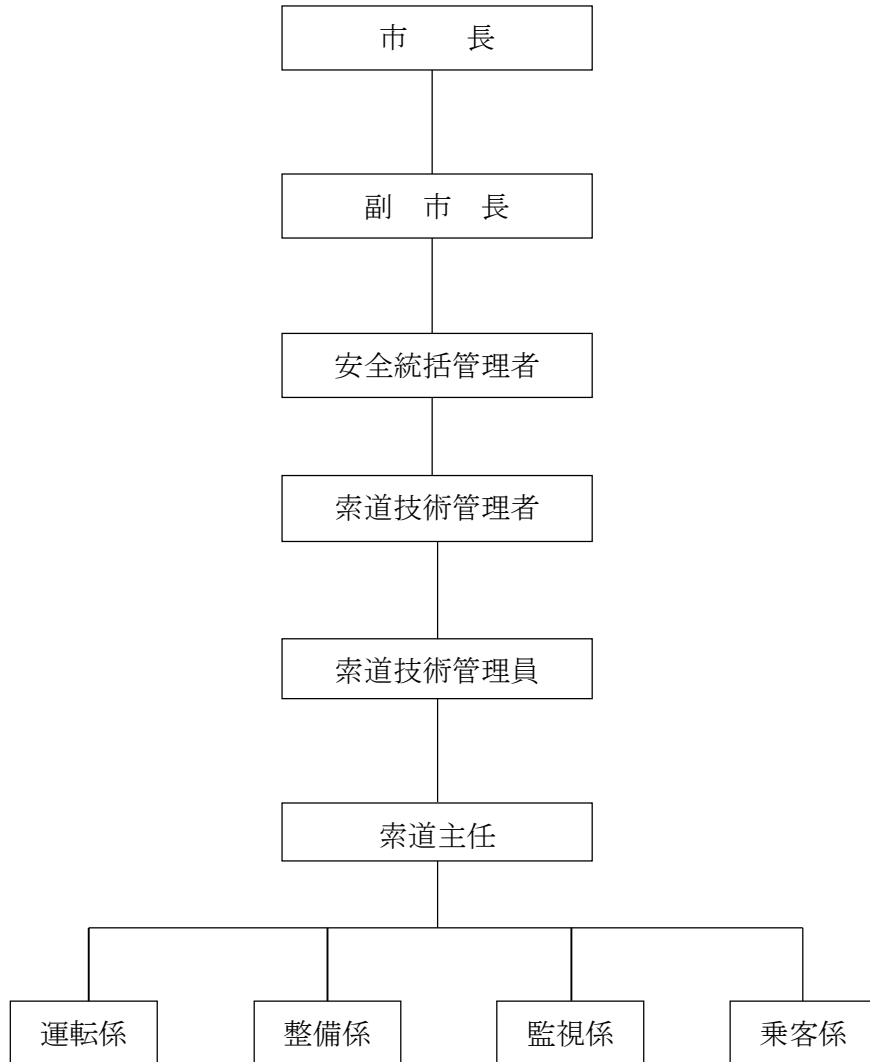 市　　長
副　市　長
安全統括管理者
索道技術管理者
索道技術管理員
索道主任
運転係　整備係　監視係　乗客係